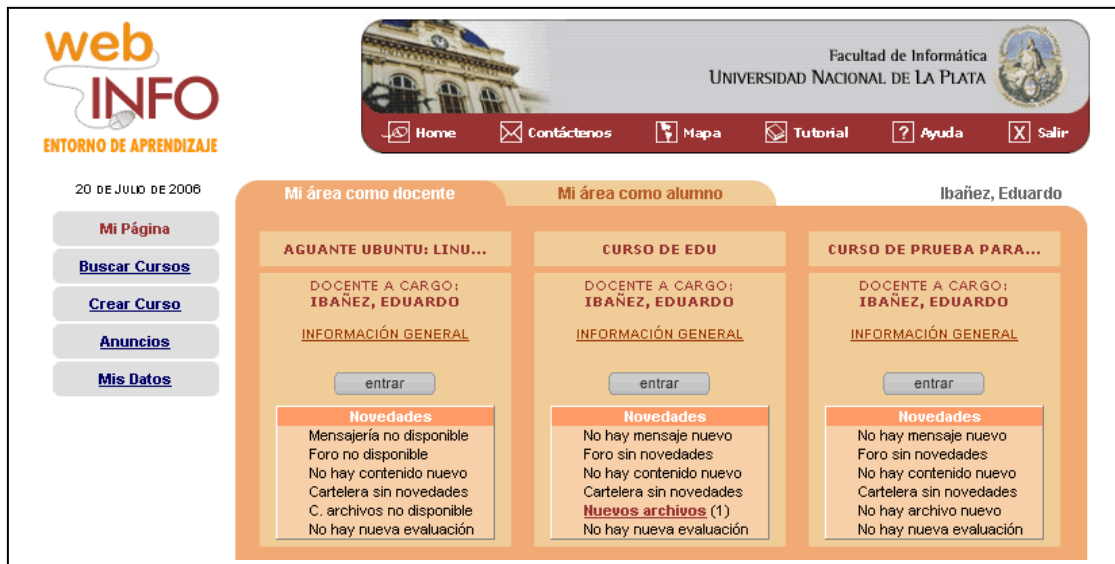 web
INFO
ENTORNO DE APRENDIZAJE
Facultad de Informática
UNIVERSIDAD NACIONAL DE LA PLATA
Home Contáctenos Mapa Tutorial ? Ayuda X Salir
20 DE JULIO DE 2006
Mi área como docente Mi área como alumno Ibañez, Eduardo
Mi Página
Buscar Cursos
Crear Curso
Anuncios
Mis Datos
AGUANTE UBUNTU: LINU...
DOCENTE A CARGO:
IBAÑEZ, EDUARDO
INFORMACIÓN GENERAL
entrar
Novedades
Mensajería no disponible
Foro no disponible
No hay contenido nuevo
Cartelera sin novedades
C. archivos no disponible
No hay nueva evaluación
CURSO DE EDU
DOCENTE A CARGO:
IBAÑEZ, EDUARDO
INFORMACIÓN GENERAL
entrar
Novedades
No hay mensaje nuevo
Foro sin novedades
No hay contenido nuevo
Cartelera sin novedades
Nuevos archivos (1)
No hay nueva evaluación
CURSO DE PRUEBA PARA...
DOCENTE A CARGO:
IBAÑEZ, EDUARDO
INFORMACIÓN GENERAL
entrar
Novedades
No hay mensaje nuevo
Foro sin novedades
No hay contenido nuevo
Cartelera sin novedades
No hay archivo nuevo
No hay nueva evaluación